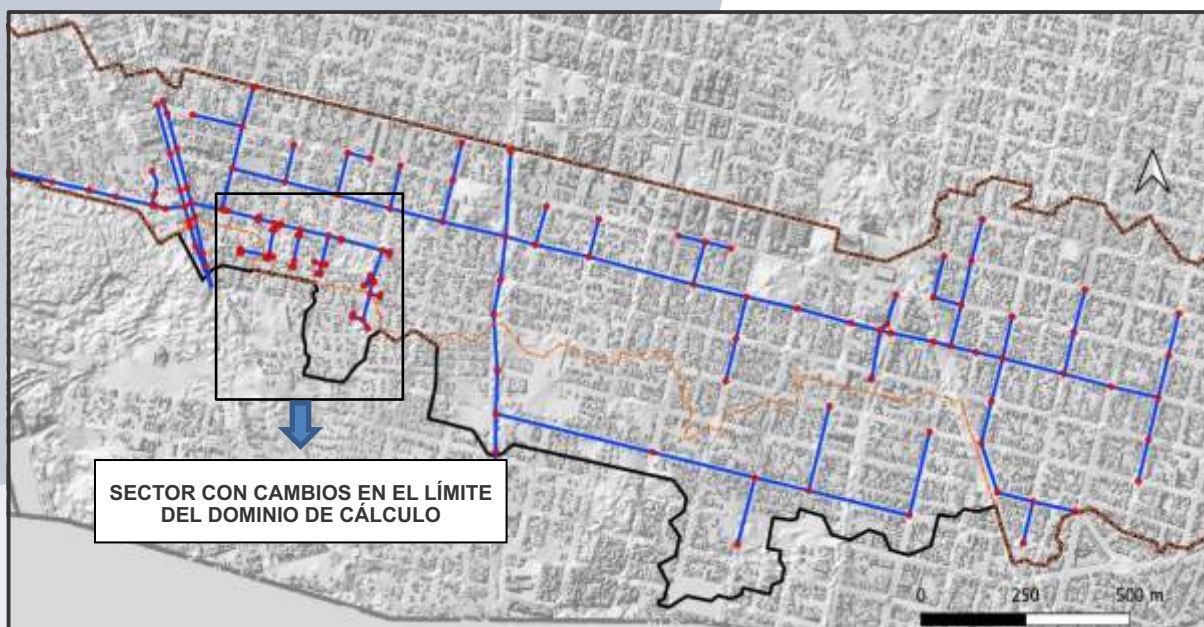 SECTOR CON CAMBIOS EN EL LÍMITE
DEL DOMINIO DE CÁLCULO
0 250 500 m